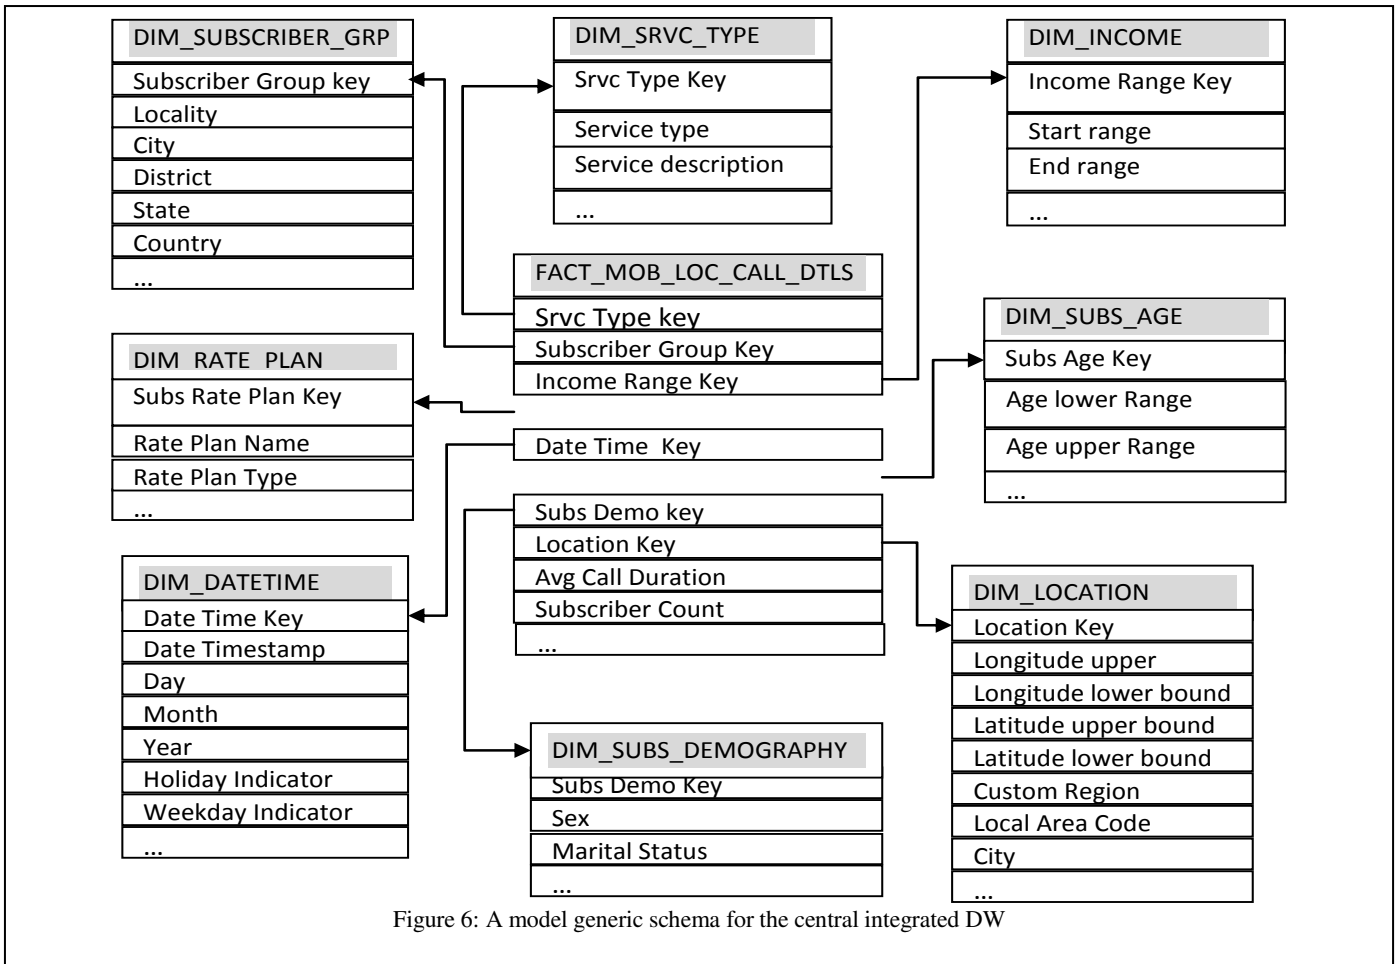 DIM_SUBSCRIBER_GRP
Subscriber Group key
Locality
City
District
State
Country
...
DIM_SRVC_TYPE
Srvc Type Key
Service type
Service description
...
DIM_INCOME
Income Range Key
Start range
End range
...
FACT_MOB_LOC_CALL_DTLS
Srvc Type key
Subscriber Group Key
Income Range Key
Date Time  Key
Subs Demo key
Location Key
Avg Call Duration
Subscriber Count
...
DIM_SUBS_AGE
Subs Age Key
Age lower Range
Age upper Range
...
DIM_RATE_PLAN
Subs Rate Plan Key
Rate Plan Name
Rate Plan Type
...
DIM_DATETIME
Date Time Key
Date Timestamp
Day
Month
Year
Holiday Indicator
Weekday Indicator
...
DIM_SUBS_DEMOGRAPHY
Subs Demo Key
Sex
Marital Status
...
DIM_LOCATION
Location Key
Longitude upper
Longitude lower bound
Latitude upper bound
Latitude lower bound
Custom Region
Local Area Code
City
...
Figure 6: A model generic schema for the central integrated DW